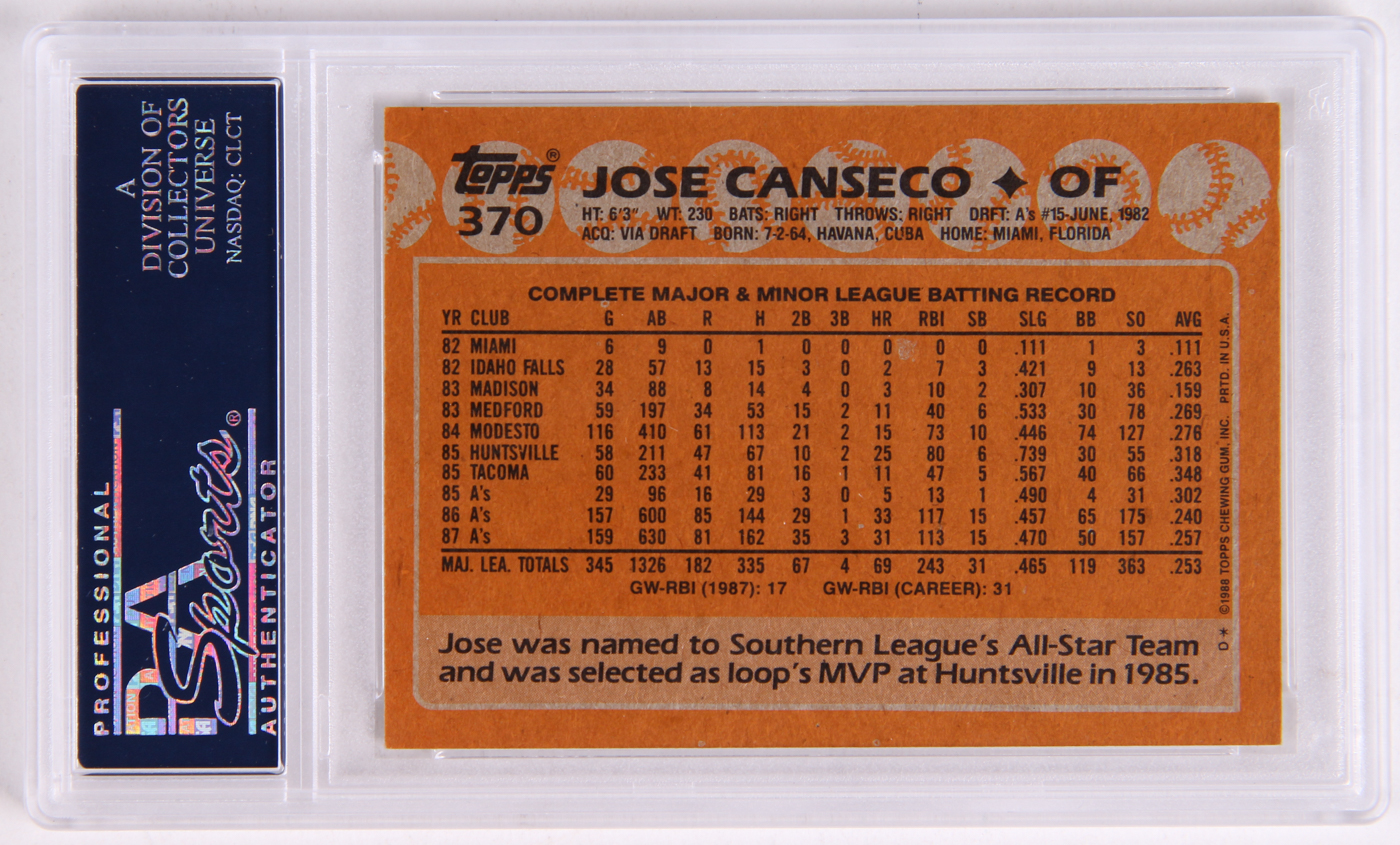 A
DIVISION OF
COLLECTORS
UNIVERSE
NASDAQ: CLCT
PROFESSIONAL
PSA
Sports®
AUTHENTICATOR
topps®
370
JOSE CANSECO ✦ OF
HT: 6'3" WT: 230 BATS: RIGHT THROWS: RIGHT DRFT: A's #15-JUNE, 1982
ACQ: VIA DRAFT BORN: 7-2-64, HAVANA, CUBA HOME: MIAMI, FLORIDA
COMPLETE MAJOR & MINOR LEAGUE BATTING RECORD
YR CLUB G AB R H 2B 3B HR RBI SB SLG BB SO AVG
82 MIAMI 6 9 0 1 0 0 0 0 0 .111 1 3 .111
82 IDAHO FALLS 28 57 13 15 3 0 2 7 3 .421 9 13 .263
83 MADISON 34 88 8 14 4 0 3 10 2 .307 10 36 .159
83 MEDFORD 59 197 34 53 15 2 11 40 6 .533 30 78 .269
84 MODESTO 116 410 61 113 21 2 15 73 10 .446 74 127 .276
85 HUNTSVILLE 58 211 47 67 10 2 25 80 6 .739 30 55 .318
85 TACOMA 60 233 41 81 16 1 11 47 5 .567 40 66 .348
85 A's 29 96 16 29 3 0 5 13 1 .490 4 31 .302
86 A's 157 600 85 144 29 1 33 117 15 .457 65 175 .240
87 A's 159 630 81 162 35 3 31 113 15 .470 50 157 .257
MAJ. LEA. TOTALS 345 1326 182 335 67 4 69 243 31 .465 119 363 .253
GW-RBI (1987): 17 GW-RBI (CAREER): 31
Jose was named to Southern League's All-Star Team
and was selected as loop's MVP at Huntsville in 1985.
D* ©1988 TOPPS CHEWING GUM, INC. PRTD. IN U.S.A.